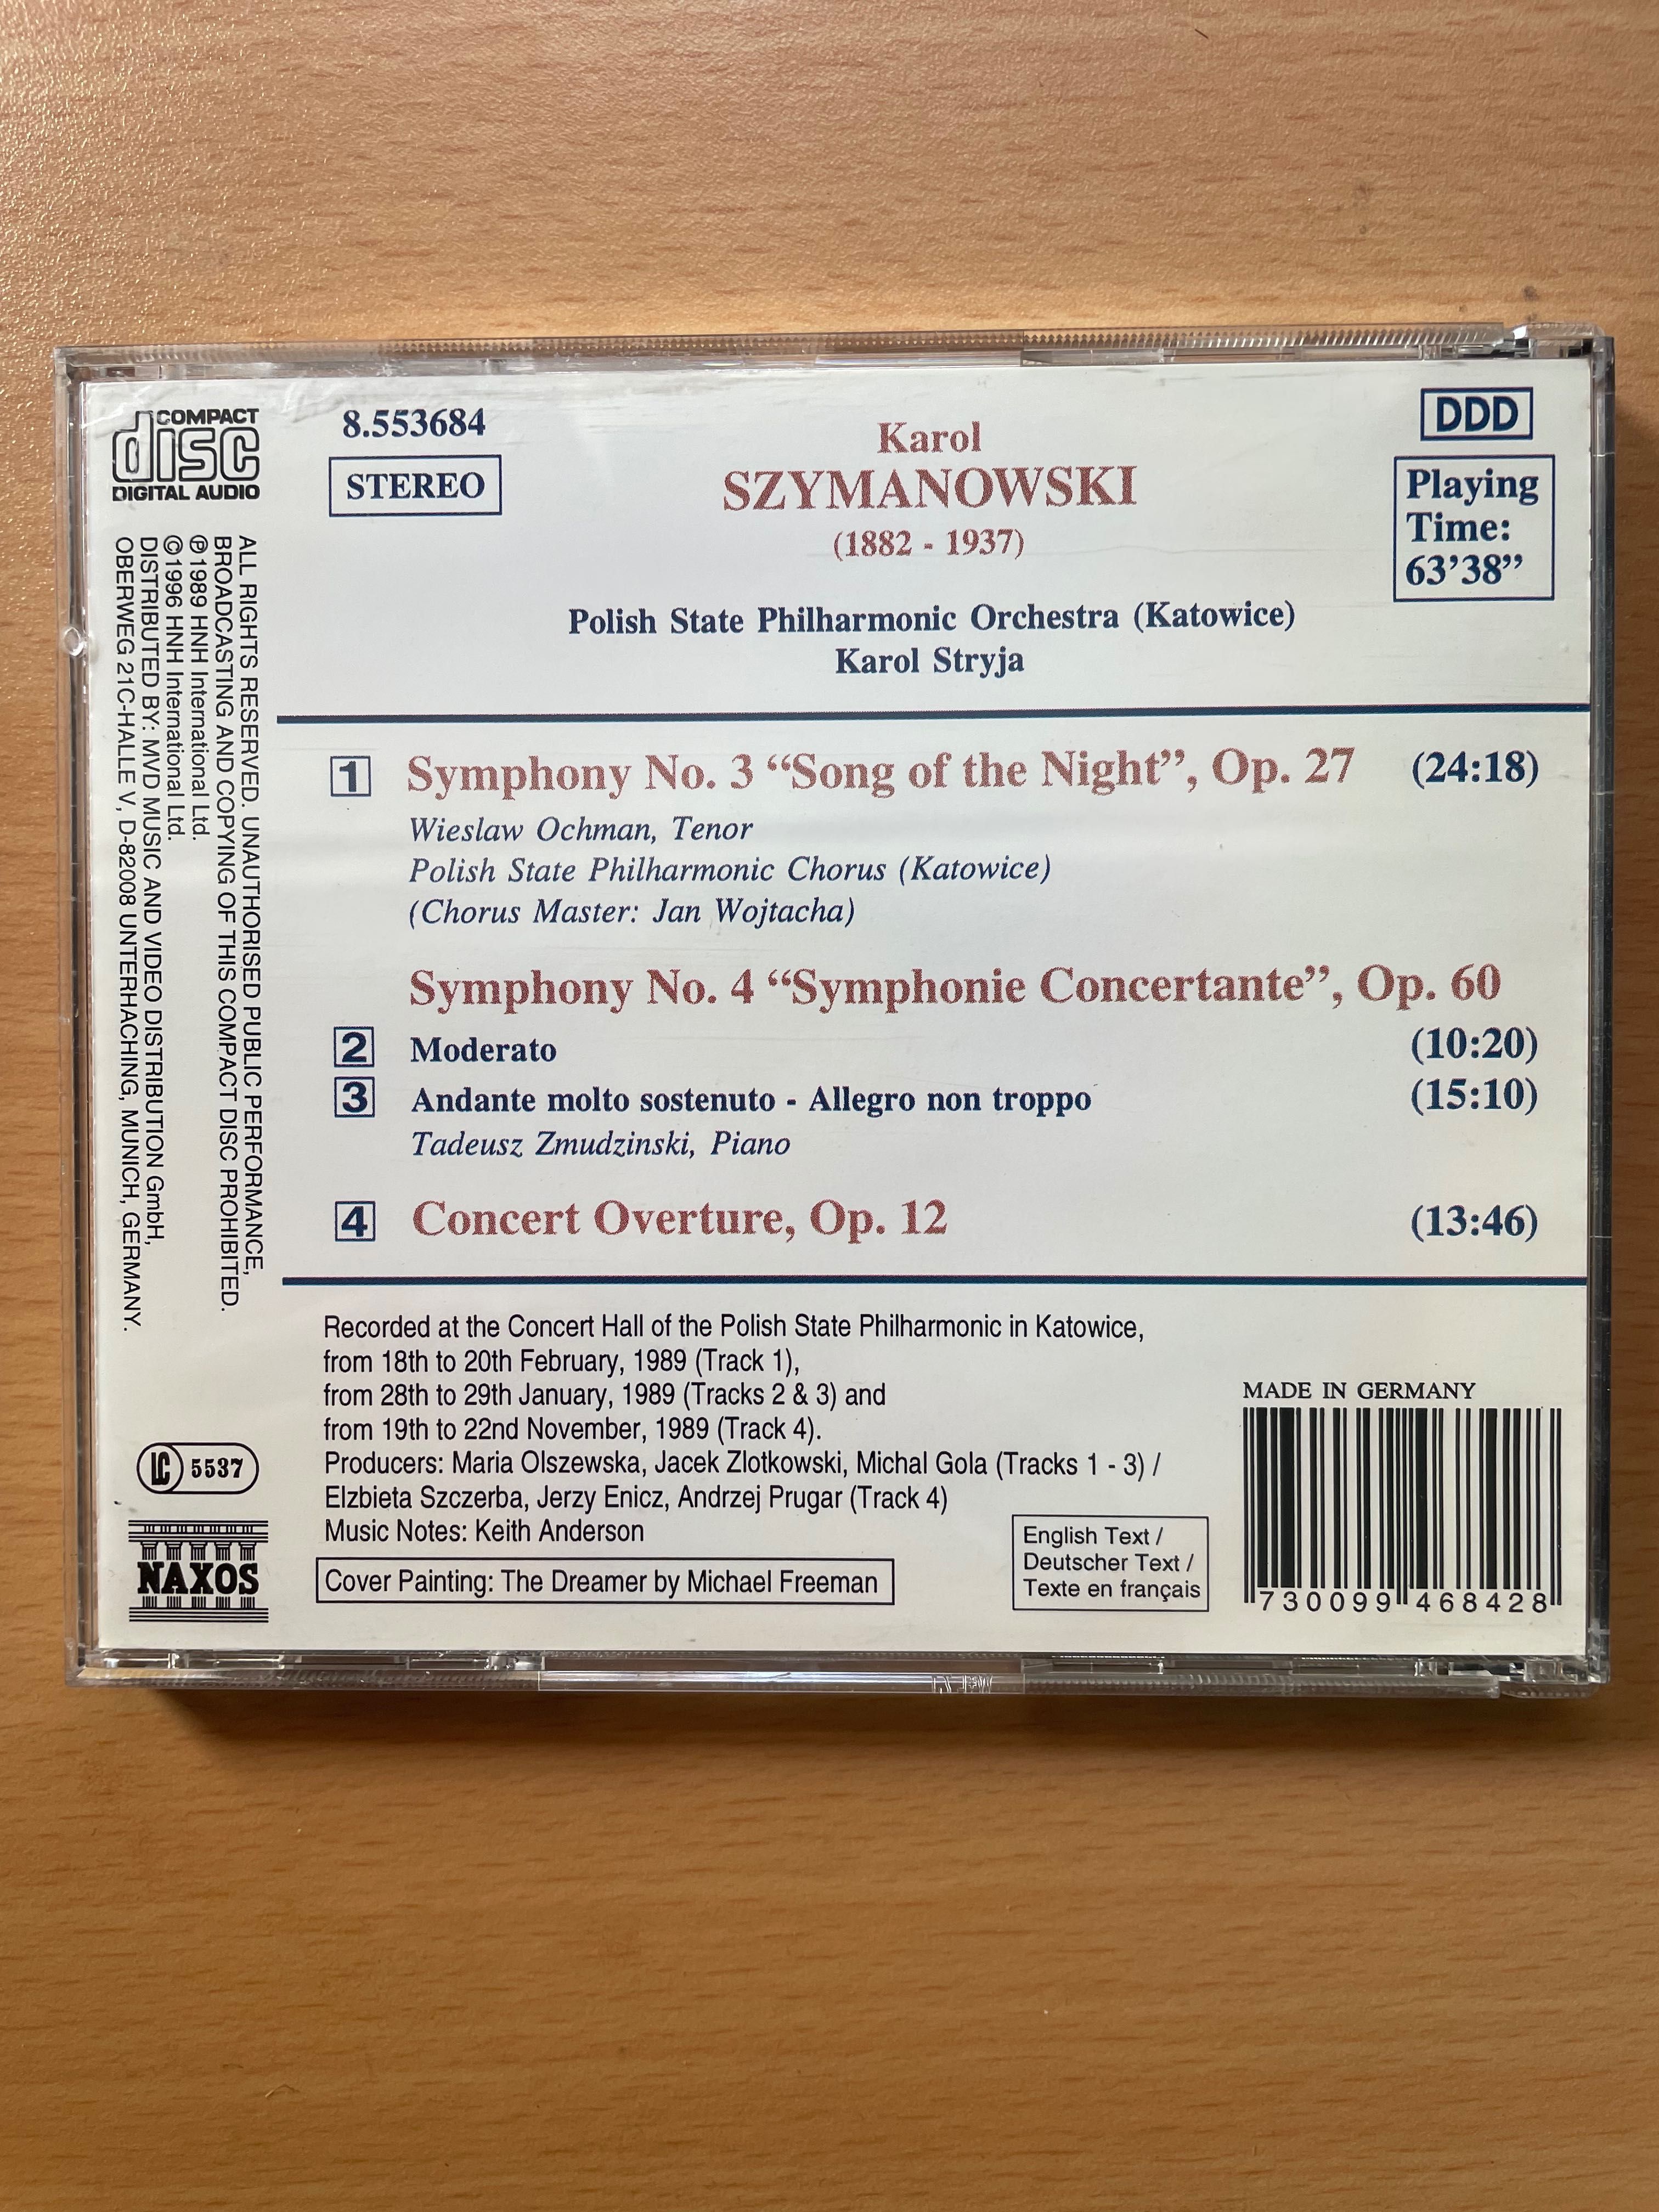 COMPACT
disc
DIGITAL AUDIO
ALL RIGHTS RESERVED. UNAUTHORISED PUBLIC PERFORMANCE,
BROADCASTING AND COPYING OF THIS COMPACT DISC PROHIBITED.
℗ 1989 HNH International Ltd.
© 1996 HNH International Ltd.
DISTRIBUTED BY: MVD MUSIC AND VIDEO DISTRIBUTION GmbH,
OBERWEG 21C-HALLE V, D-82008 UNTERHACHING, MUNICH, GERMANY.
LC 5537
NAXOS
8.553684
STEREO
Karol
SZYMANOWSKI
(1882 - 1937)
DDD
Playing
Time:
63’38”
Polish State Philharmonic Orchestra (Katowice)
Karol Stryja
1 Symphony No. 3 “Song of the Night”, Op. 27 (24:18)
Wieslaw Ochman, Tenor
Polish State Philharmonic Chorus (Katowice)
(Chorus Master: Jan Wojtacha)
Symphony No. 4 “Symphonie Concertante”, Op. 60
2 Moderato (10:20)
3 Andante molto sostenuto - Allegro non troppo (15:10)
Tadeusz Zmudzinski, Piano
4 Concert Overture, Op. 12 (13:46)
Recorded at the Concert Hall of the Polish State Philharmonic in Katowice,
from 18th to 20th February, 1989 (Track 1),
from 28th to 29th January, 1989 (Tracks 2 & 3) and
from 19th to 22nd November, 1989 (Track 4).
Producers: Maria Olszewska, Jacek Zlotkowski, Michal Gola (Tracks 1 - 3) /
Elzbieta Szczerba, Jerzy Enicz, Andrzej Prugar (Track 4)
Music Notes: Keith Anderson
Cover Painting: The Dreamer by Michael Freeman
English Text /
Deutscher Text /
Texte en français
MADE IN GERMANY
730099 468428